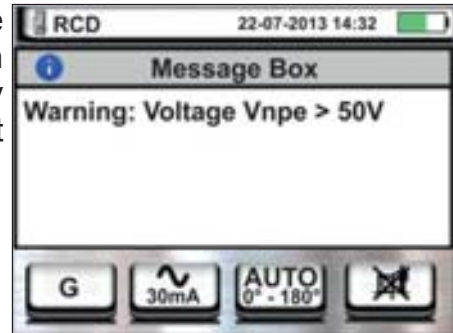 RCD 22-07-2013 14:32
Message Box
Warning: Voltage Vnpe > 50V
G
30mA
AUTO
0° - 180°